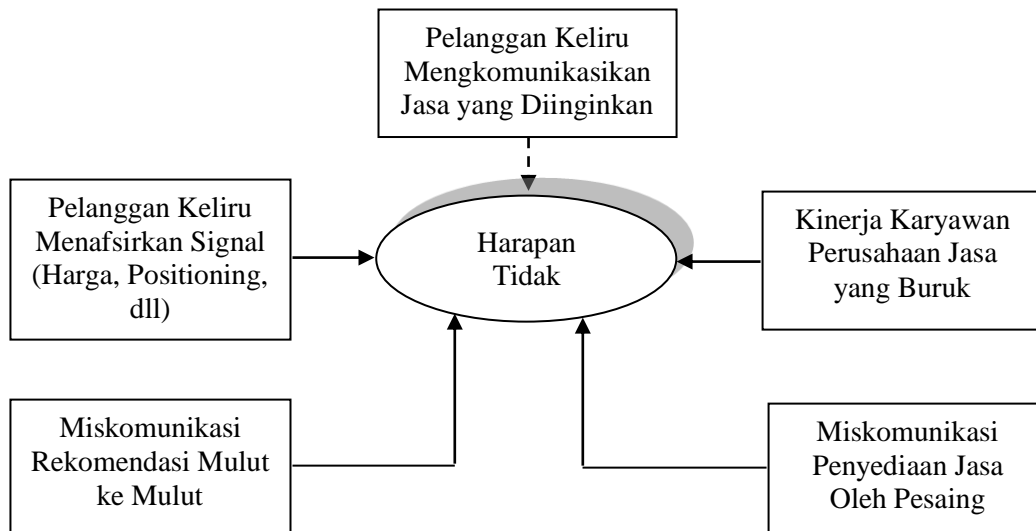 Pelanggan Keliru
Mengkomunikasikan
Jasa yang Diinginkan
Pelanggan Keliru
Menafsirkan Signal
(Harga, Positioning,
dll)
Harapan
Tidak
Kinerja Karyawan
Perusahaan Jasa
yang Buruk
Miskomunikasi
Rekomendasi Mulut
ke Mulut
Miskomunikasi
Penyediaan Jasa
Oleh Pesaing